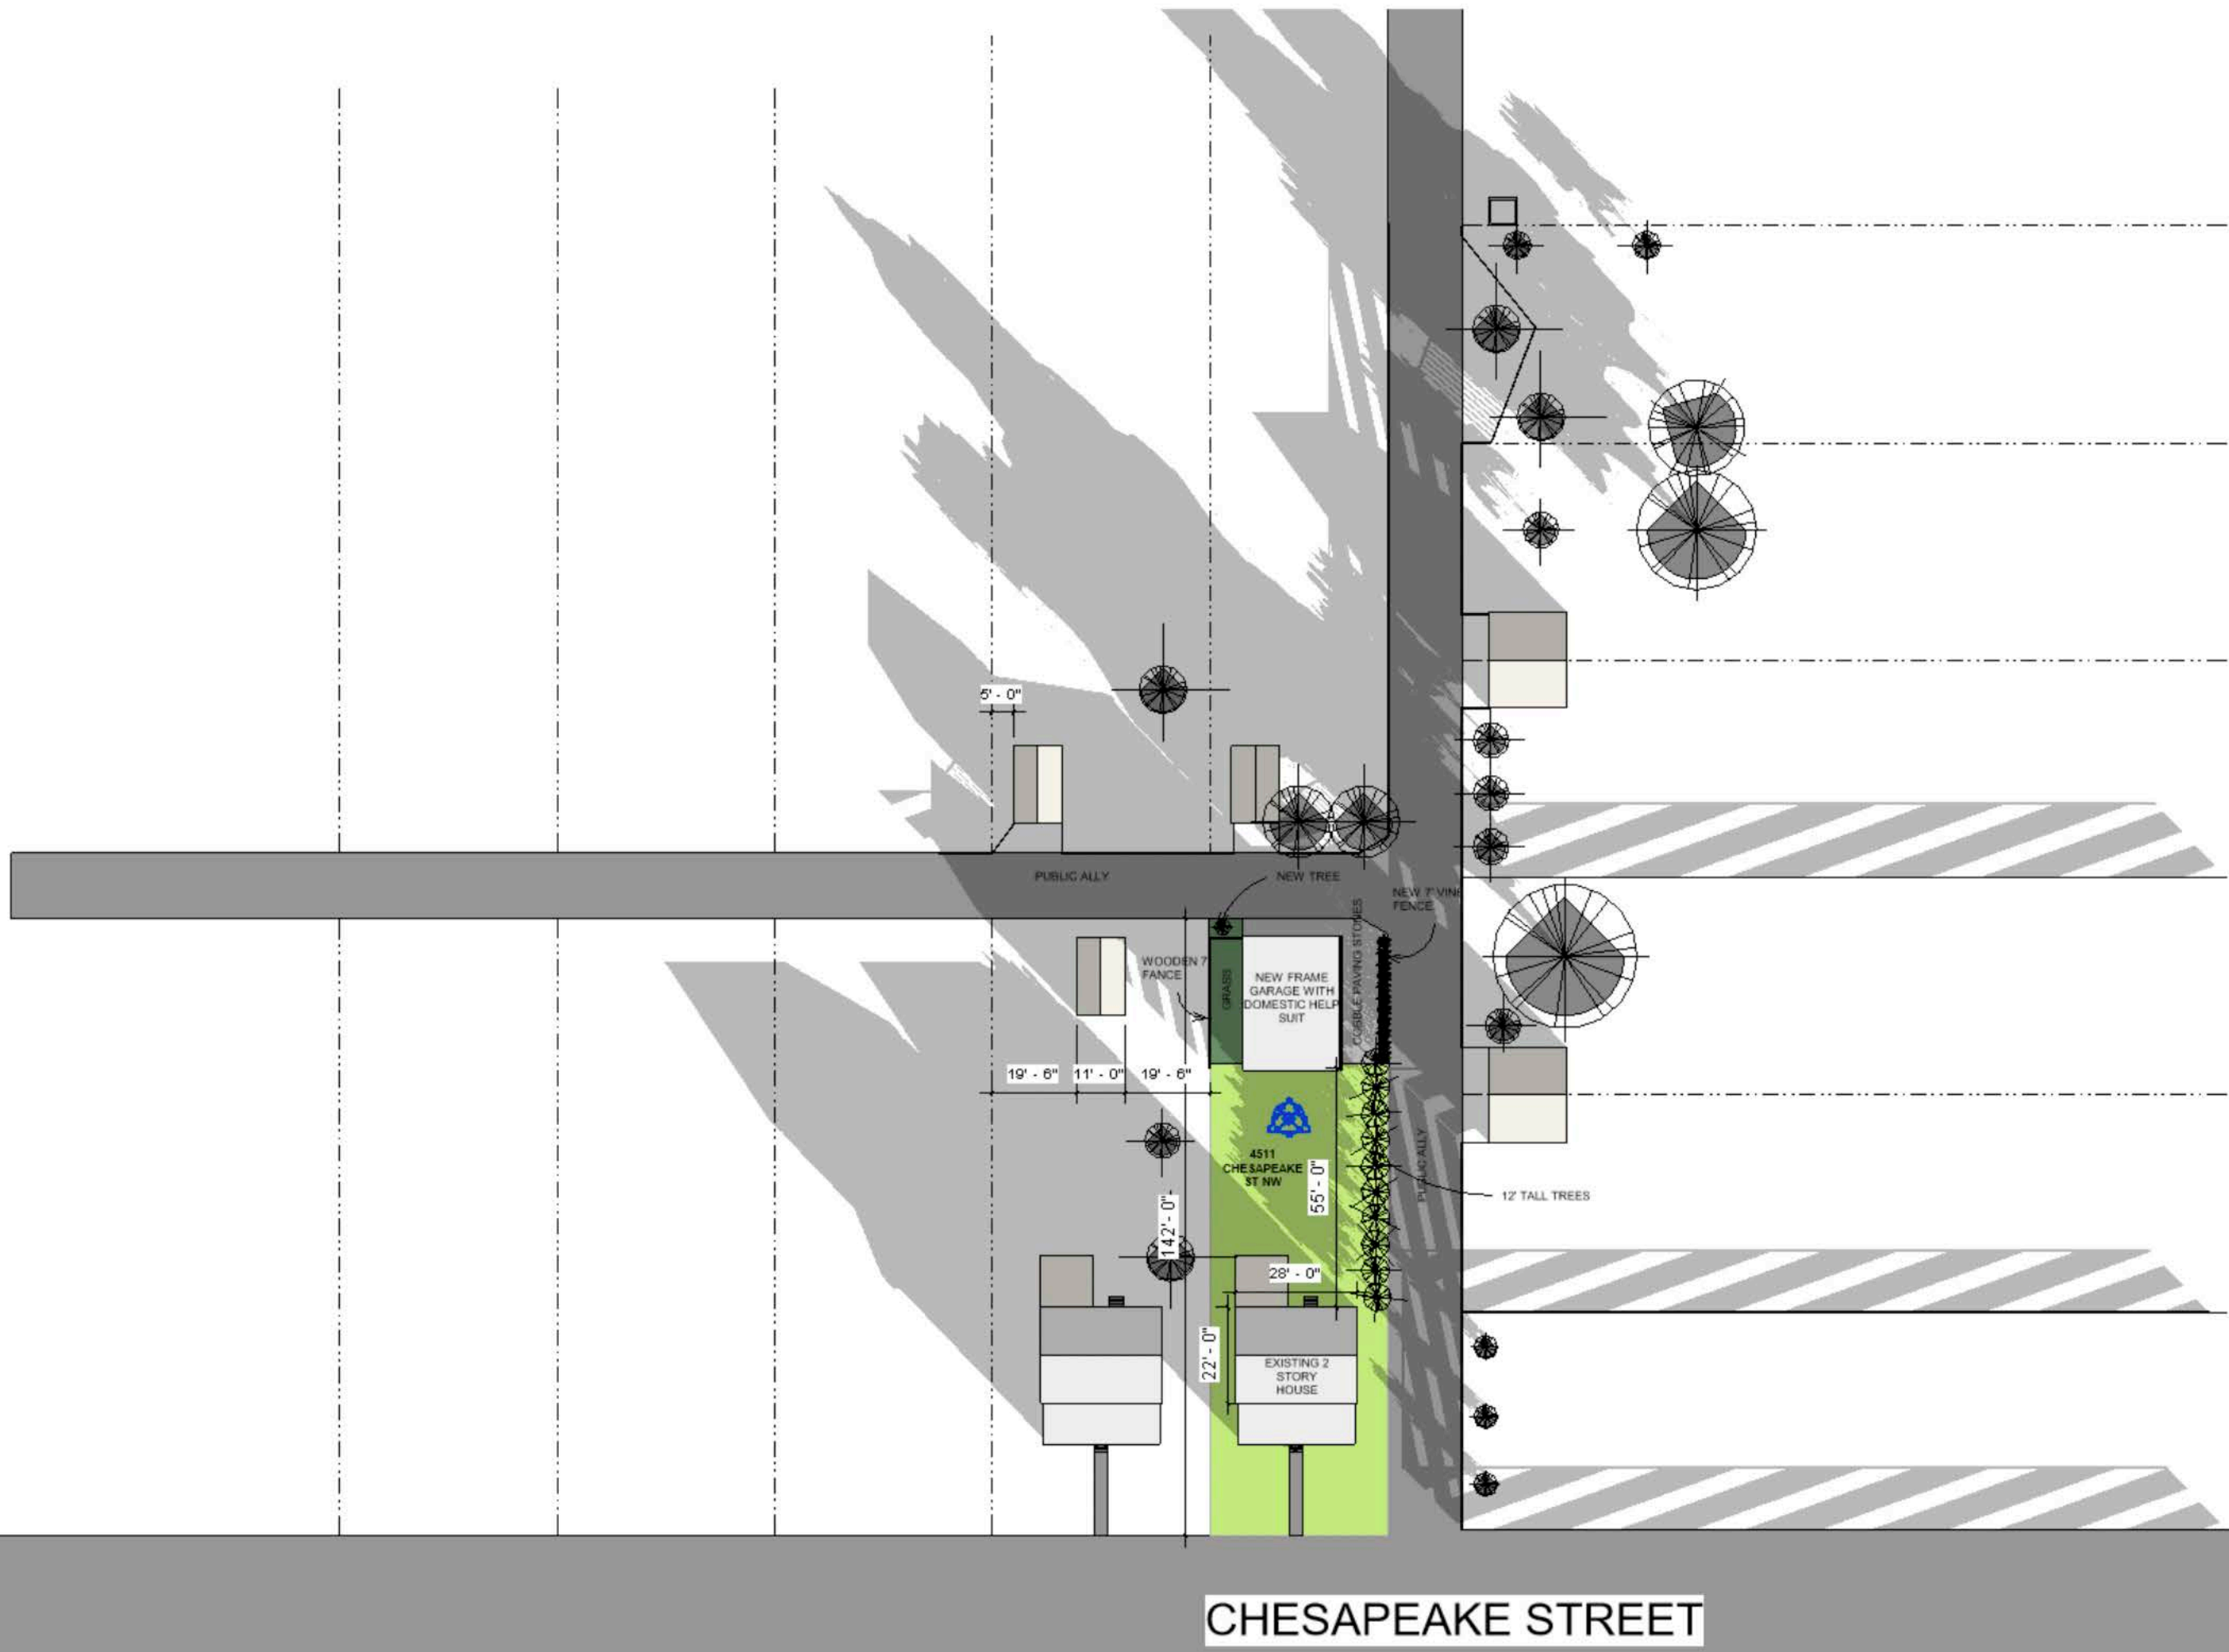 5' - 0"
PUBLIC ALLY
NEW TREE
NEW 7' VINE
FENCE
COBBLE PAVING STONES
WOODEN 7'
FANCE
GRASS
NEW FRAME
GARAGE WITH
DOMESTIC HELP
SUIT
19' - 6"
11' - 0"
19' - 6"
4511
CHESAPEAKE
ST NW
55' - 0"
PUBLIC ALLY
12' TALL TREES
142' - 0"
28' - 0"
22' - 0"
EXISTING 2
STORY
HOUSE
CHESAPEAKE STREET